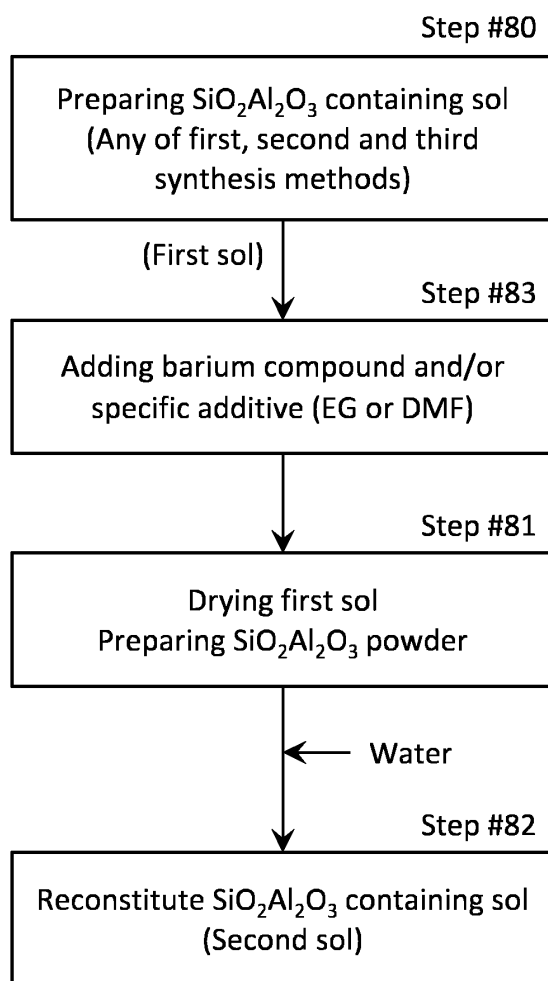 Step #80
Preparing SiO₂Al₂O₃ containing sol
(Any of first, second and third
synthesis methods)
(First sol)
Step #83
Adding barium compound and/or
specific additive (EG or DMF)
Step #81
Drying first sol
Preparing SiO₂Al₂O₃ powder
Water
Step #82
Reconstitute SiO₂Al₂O₃ containing sol
(Second sol)